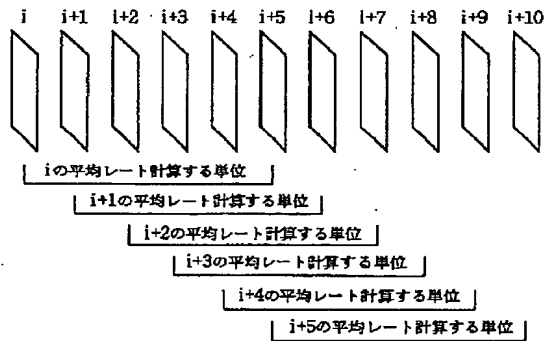 i i+1 i+2 i+3 i+4 i+5 i+6 i+7 i+8 i+9 i+10
iの平均レート計算する単位
i+1の平均レート計算する単位
i+2の平均レート計算する単位
i+3の平均レート計算する単位
i+4の平均レート計算する単位
i+5の平均レート計算する単位